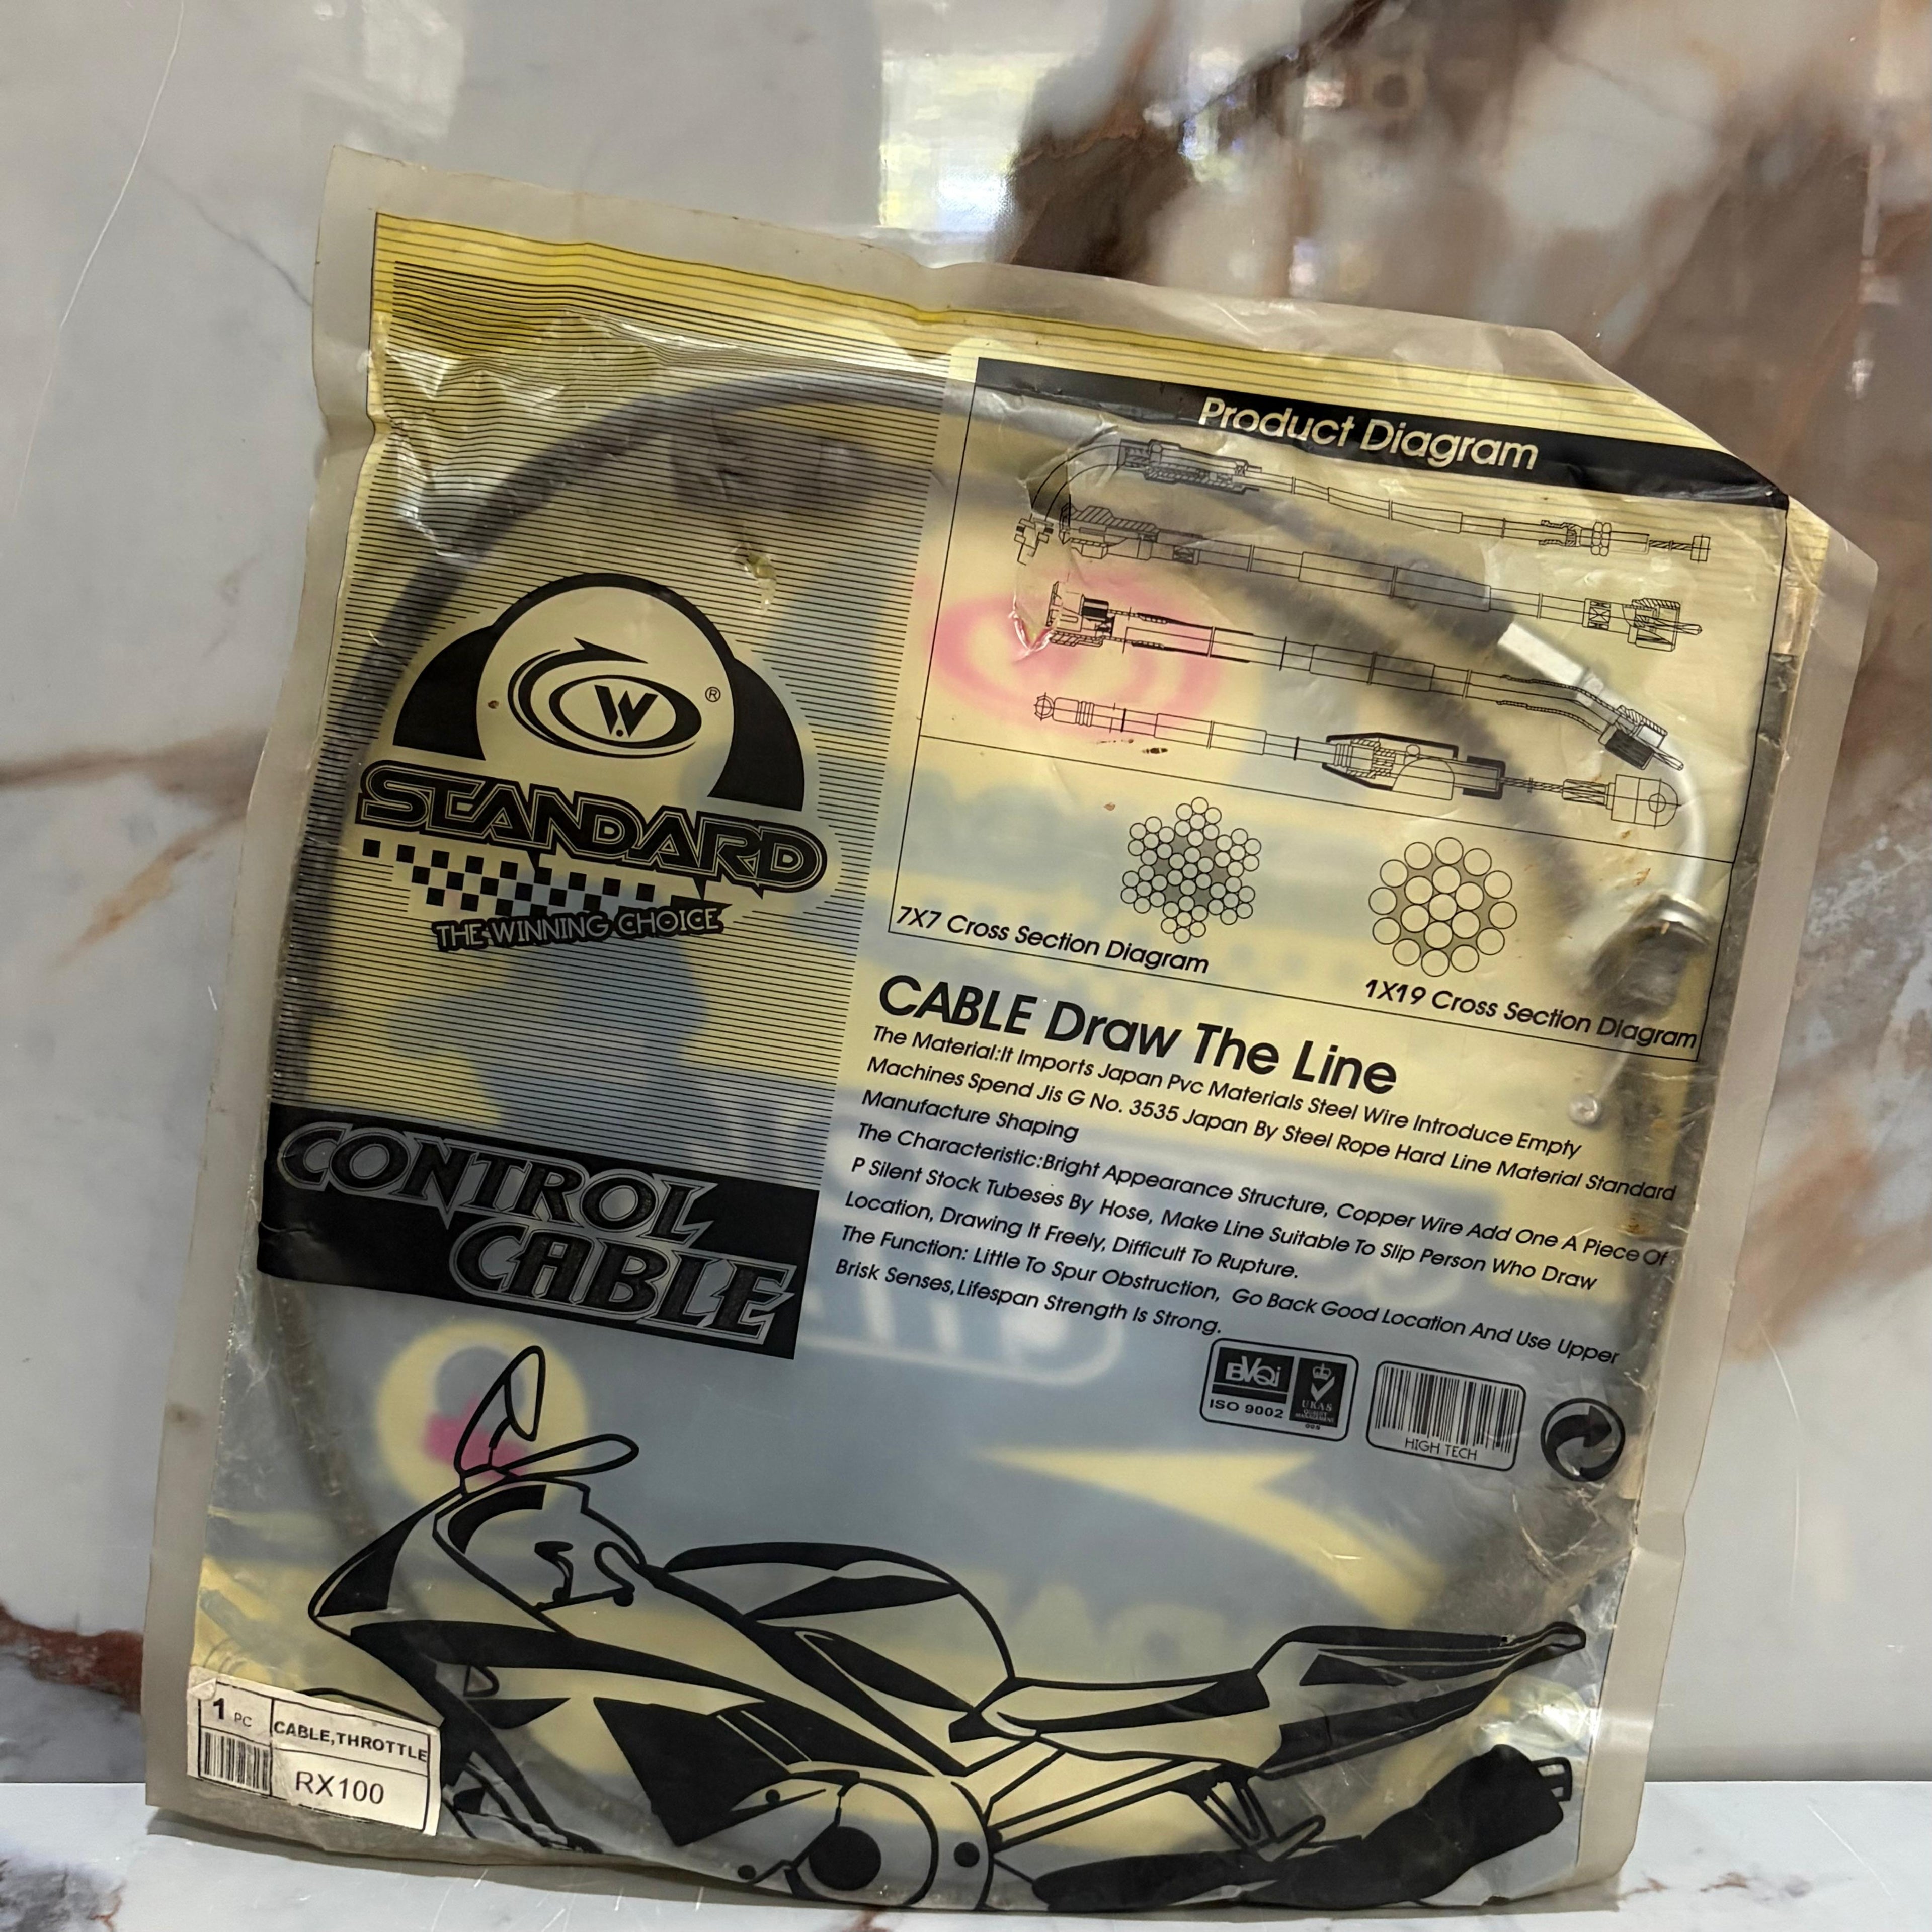 Product Diagram
W ®
STANDARD
THE WINNING CHOICE
7X7 Cross Section Diagram
1X19 Cross Section Diagram
CABLE Draw The Line
The Material:It Imports Japan Pvc Materials Steel Wire Introduce Empty
Machines Spend Jis G No. 3535 Japan By Steel Rope Hard Line Material Standard
Manufacture Shaping
The Characteristic:Bright Appearance Structure, Copper Wire Add One A Piece Of
P Silent Stock Tubeses By Hose, Make Line Suitable To Slip Person Who Draw
Location, Drawing It Freely, Difficult To Rupture.
The Function: Little To Spur Obstruction, Go Back Good Location And Use Upper
Brisk Senses,Lifespan Strength Is Strong.
CONTROL
CABLE
BVQi
ISO 9002
UKAS
QUALITY
MANAGEMENT
005
HIGH TECH
1 PC
CABLE,THROTTLE
RX100